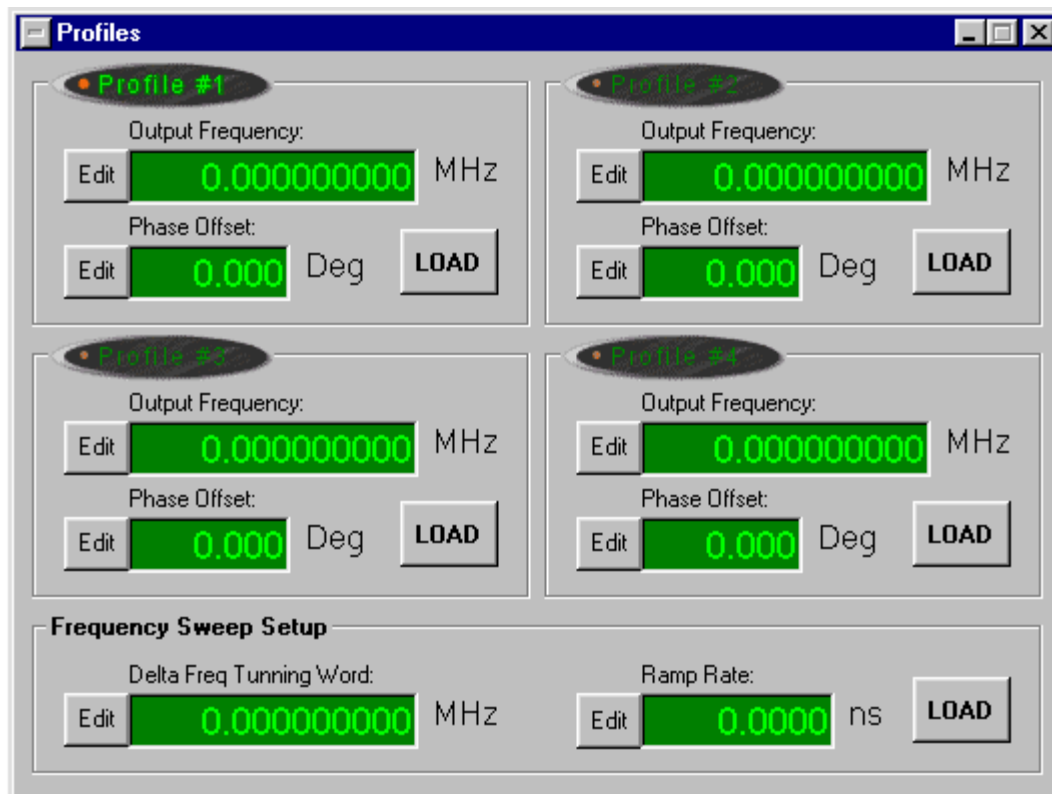 Profiles
Profile #1
Output Frequency:
Edit 0.000000000 MHz
Phase Offset:
Edit 0.000 Deg LOAD
Profile #2
Output Frequency:
Edit 0.000000000 MHz
Phase Offset:
Edit 0.000 Deg LOAD
Profile #3
Output Frequency:
Edit 0.000000000 MHz
Phase Offset:
Edit 0.000 Deg LOAD
Profile #4
Output Frequency:
Edit 0.000000000 MHz
Phase Offset:
Edit 0.000 Deg LOAD
Frequency Sweep Setup
Delta Freq Tunning Word:
Edit 0.000000000 MHz
Ramp Rate:
Edit 0.0000 ns LOAD